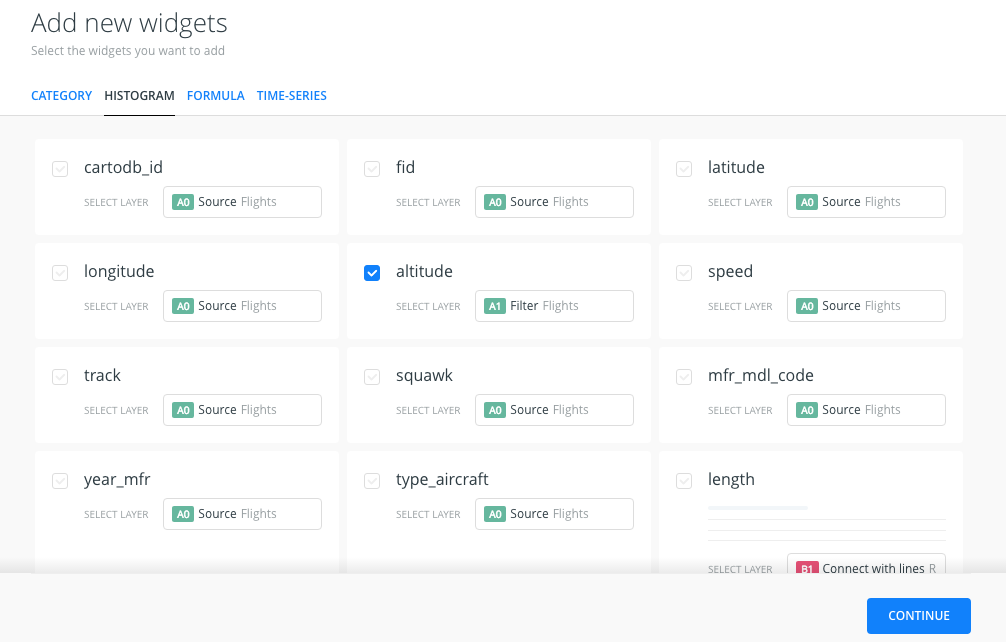 Add new widgets
Select the widgets you want to add
CATEGORY HISTOGRAM FORMULA TIME-SERIES
cartodb_id
SELECT LAYER A0 Source Flights
fid
SELECT LAYER A0 Source Flights
latitude
SELECT LAYER A0 Source Flights
longitude
SELECT LAYER A0 Source Flights
altitude
SELECT LAYER A1 Filter Flights
speed
SELECT LAYER A0 Source Flights
track
SELECT LAYER A0 Source Flights
squawk
SELECT LAYER A0 Source Flights
mfr_mdl_code
SELECT LAYER A0 Source Flights
year_mfr
SELECT LAYER A0 Source Flights
type_aircraft
SELECT LAYER A0 Source Flights
length
SELECT LAYER B1 Connect with lines R
CONTINUE